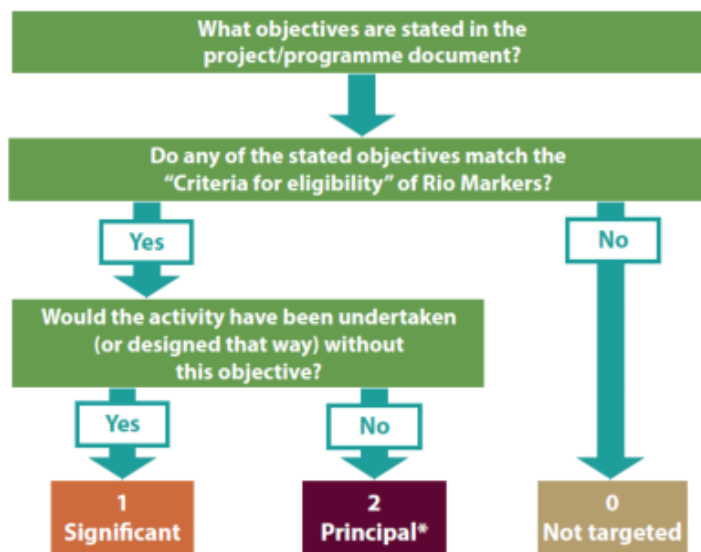 What objectives are stated in the
project/programme document?
Do any of the stated objectives match the
“Criteria for eligibility” of Rio Markers?
Yes
No
Would the activity have been undertaken
(or designed that way) without
this objective?
Yes
No
1
Significant
2
Principal*
0
Not targeted